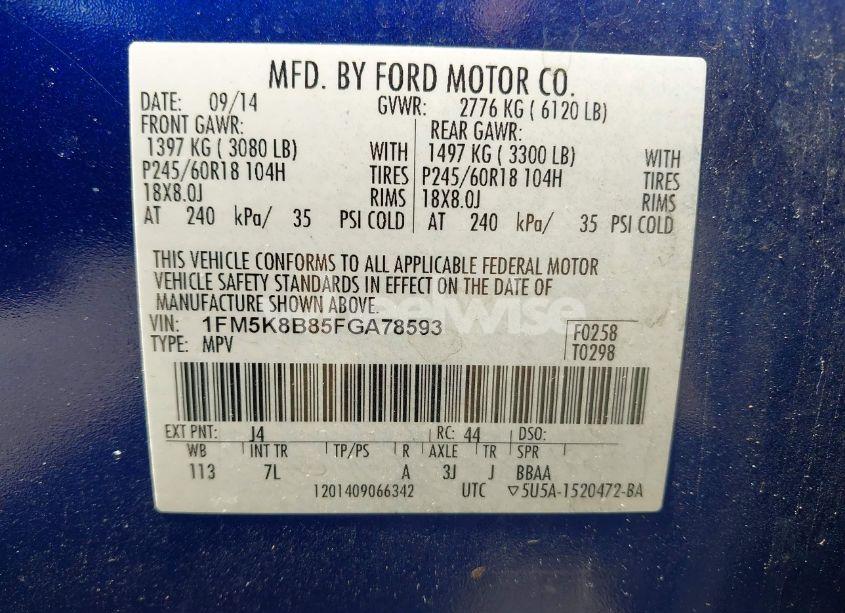 MFD. BY FORD MOTOR CO.
DATE: 09/14 GVWR: 2776 KG ( 6120 LB)
FRONT GAWR: REAR GAWR:
1397 KG ( 3080 LB) WITH 1497 KG ( 3300 LB) WITH
P245/60R18 104H TIRES P245/60R18 104H TIRES
18X8.0J RIMS 18X8.0J RIMS
AT 240 kPa/ 35 PSI COLD AT 240 kPa/ 35 PSI COLD
THIS VEHICLE CONFORMS TO ALL APPLICABLE FEDERAL MOTOR
VEHICLE SAFETY STANDARDS IN EFFECT ON THE DATE OF
MANUFACTURE SHOWN ABOVE.
VIN: 1FM5K8B85FGA78593 F0258
TYPE: MPV T0298
EXT PNT: J4 RC: 44 DSO:
WB INT TR TP/PS R AXLE TR SPR
113 7L A 3J J BBAA
1201409066342 UTC ▽5U5A-1520472-BA